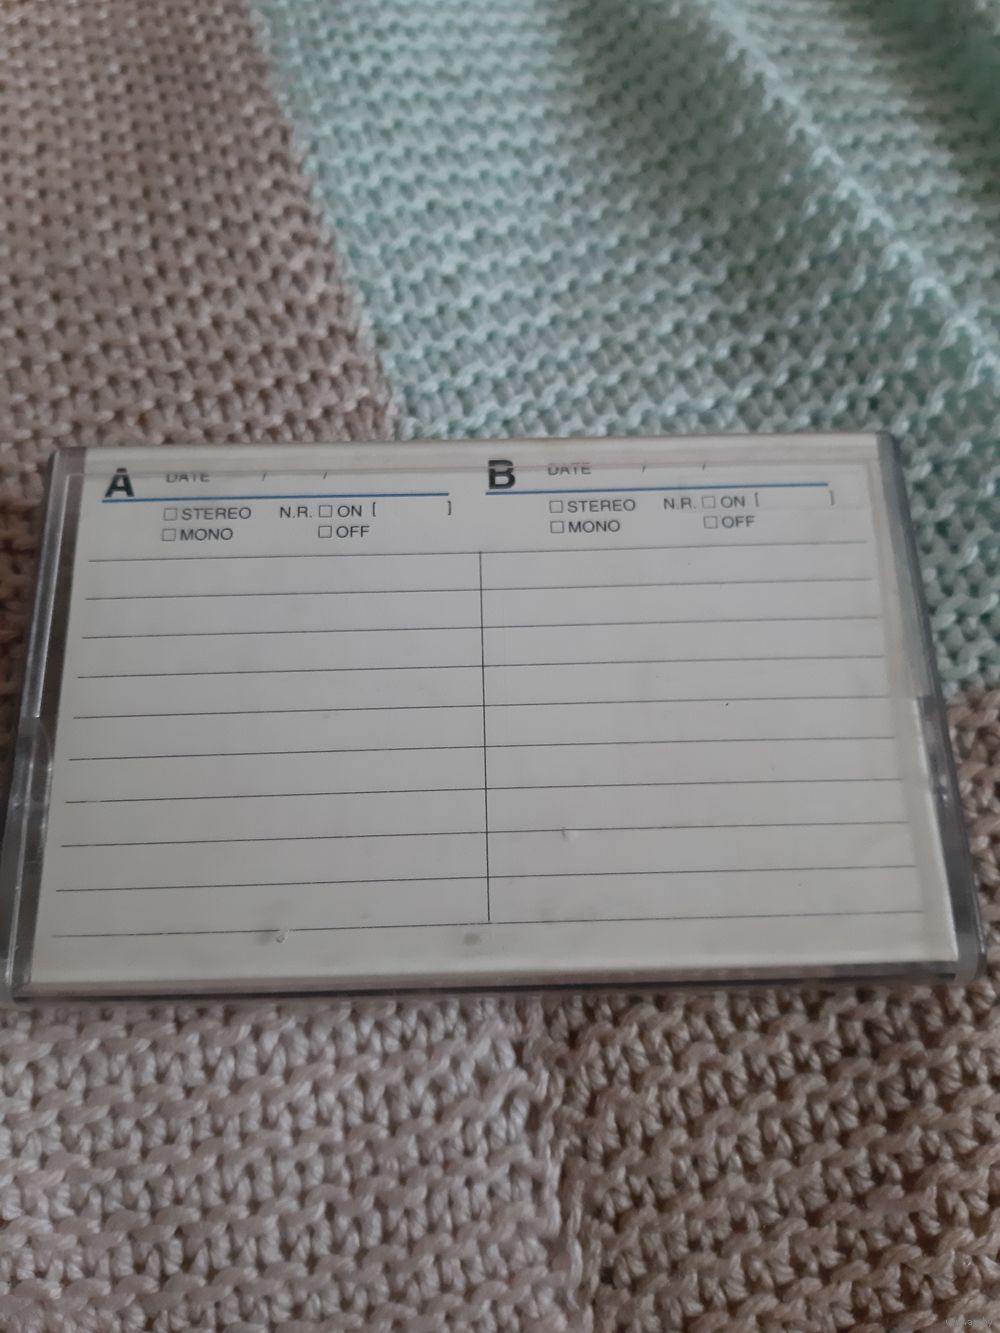 A DATE / /
□ STEREO N.R. □ ON [ ]
□ MONO □ OFF
B DATE / /
□ STEREO N.R. □ ON [ ]
□ MONO □ OFF